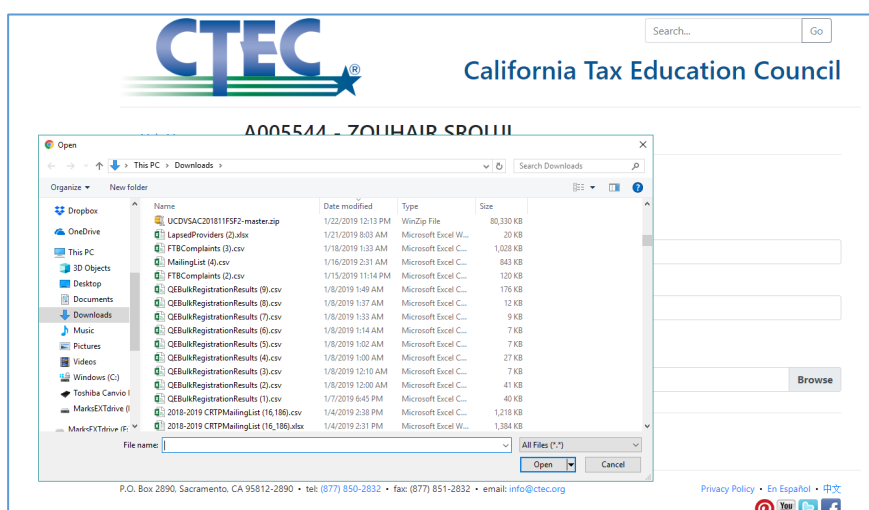 CTEC®
Search... Go
California Tax Education Council
A005544 - ZOUHAIR SROUJI
Open
This PC > Downloads >
Search Downloads
Organize New folder
Name Date modified Type Size
UCDVSAC201811FSF2-master.zip 1/22/2019 12:13 PM WinZip File 80,330 KB
LapsedProviders (2).xlsx 1/21/2019 8:03 AM Microsoft Excel W... 20 KB
FTBComplaints (3).csv 1/18/2019 1:33 AM Microsoft Excel C... 1,028 KB
MailingList (4).csv 1/16/2019 2:31 AM Microsoft Excel C... 843 KB
FTBComplaints (2).csv 1/15/2019 11:14 PM Microsoft Excel C... 120 KB
QEBulkRegistrationResults (9).csv 1/8/2019 1:49 AM Microsoft Excel C... 176 KB
QEBulkRegistrationResults (8).csv 1/8/2019 1:37 AM Microsoft Excel C... 12 KB
QEBulkRegistrationResults (7).csv 1/8/2019 1:33 AM Microsoft Excel C... 9 KB
QEBulkRegistrationResults (6).csv 1/8/2019 1:14 AM Microsoft Excel C... 7 KB
QEBulkRegistrationResults (5).csv 1/8/2019 1:02 AM Microsoft Excel C... 7 KB
QEBulkRegistrationResults (4).csv 1/8/2019 1:00 AM Microsoft Excel C... 27 KB
QEBulkRegistrationResults (3).csv 1/8/2019 12:10 AM Microsoft Excel C... 7 KB
QEBulkRegistrationResults (2).csv 1/8/2019 12:00 AM Microsoft Excel C... 41 KB
QEBulkRegistrationResults (1).csv 1/7/2019 6:45 PM Microsoft Excel C... 40 KB
2018-2019 CRTPMailingList (16,186).csv 1/4/2019 2:38 PM Microsoft Excel C... 1,218 KB
2018-2019 CRTPMailingList (16_186).xlsx 1/4/2019 2:31 PM Microsoft Excel W... 1,384 KB
Dropbox
OneDrive
This PC
3D Objects
Desktop
Documents
Downloads
Music
Pictures
Videos
Windows (C:)
Toshiba Canvio
MarksEXTdrive (
MarksEXTdrive (F:
File name: All Files (*.*)
Open Cancel
Browse
P.O. Box 2890, Sacramento, CA 95812-2890 • tel: (877) 850-2832 • fax: (877) 851-2832 • email: info@ctec.org
Privacy Policy • En Español • 中文
You